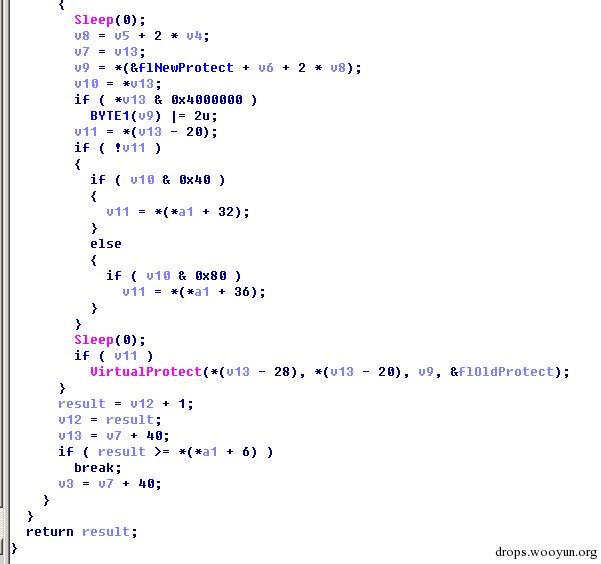 {
Sleep(0);
v8 = v5 + 2 * v4;
v7 = v13;
v9 = *(&flNewProtect + v6 + 2 * v8);
v10 = *v13;
if ( *v13 & 0x4000000 )
BYTE1(v9) |= 2u;
v11 = *(v13 - 20);
if ( !v11 )
{
if ( v10 & 0x40 )
{
v11 = *(*a1 + 32);
}
else
{
if ( v10 & 0x80 )
v11 = *(*a1 + 36);
}
}
Sleep(0);
if ( v11 )
VirtualProtect(*(v13 - 28), *(v13 - 20), v9, &flOldProtect);
}
result = v12 + 1;
v12 = result;
v13 = v7 + 40;
if ( result >= *(*a1 + 6) )
break;
v3 = v7 + 40;
}
}
return result;
}
drops.wooyun.org